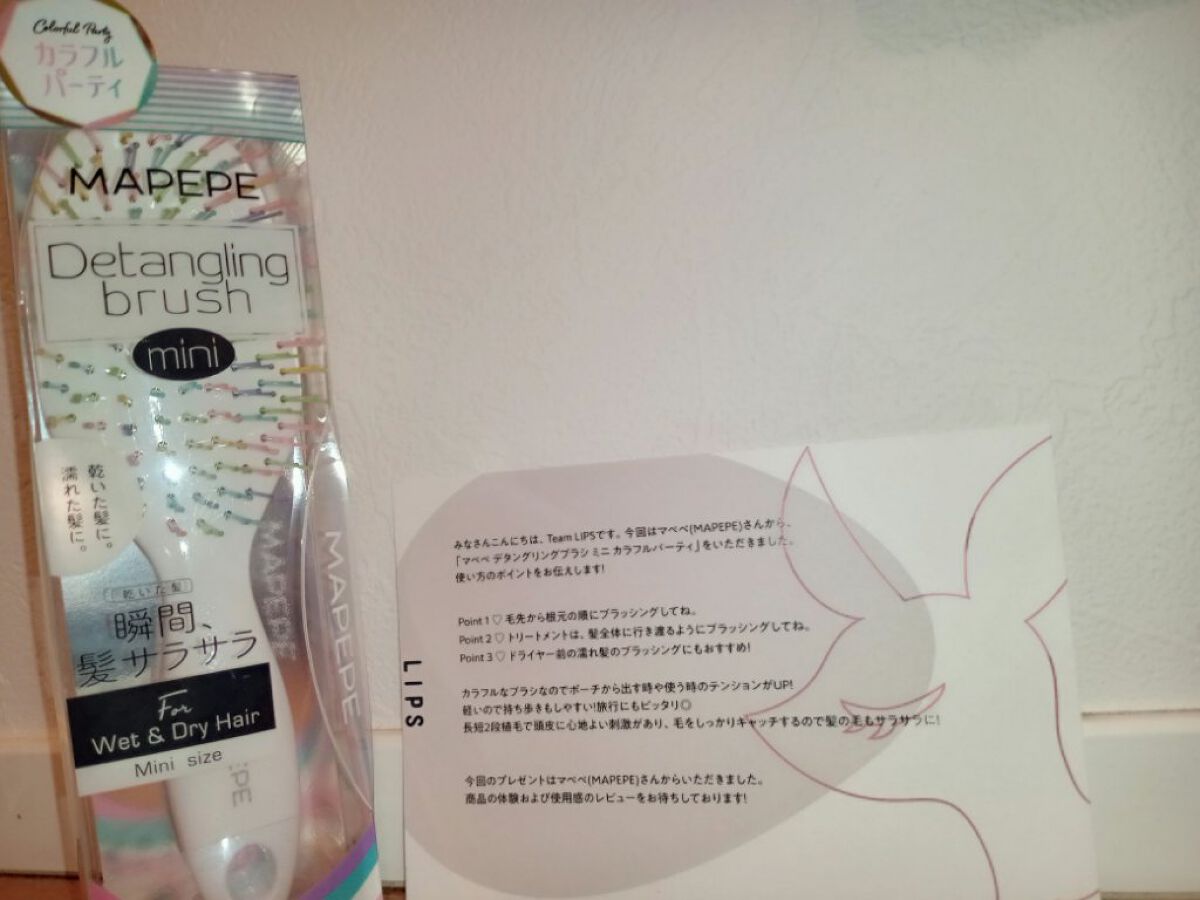 Colorful Party
カラフル
パーティ
MAPEPE
Detangling
brush
mini
乾いた髪に。
濡れた髪に。
乾いた髪
瞬間、
髪サラサラ
For
Wet & Dry Hair
Mini size
MAPEPE
MAPEPE
:PE
LIPS
みなさんこんにちは、Team LIPSです。今回はマペペ(MAPEPE)さんから、
「マペペ デタングリングブラシ ミニ カラフルパーティ」をいただきました。
使い方のポイントをお伝えします!
Point 1 ♡ 毛先から根元の順にブラッシングしてね。
Point 2 ♡ トリートメントは、髪全体に行き渡るようにブラッシングしてね。
Point 3 ♡ ドライヤー前の濡れ髪のブラッシングにもおすすめ!
カラフルなブラシなのでポーチから出す時や使う時のテンションがUP!
軽いので持ち歩きもしやすい!旅行にもピッタリ◎
長短2段植毛で頭皮に心地よい刺激があり、毛をしっかりキャッチするので髪の毛もサラサラに!
今回のプレゼントはマペペ(MAPEPE)さんからいただきました。
商品の体験および使用感のレビューをお待ちしております!